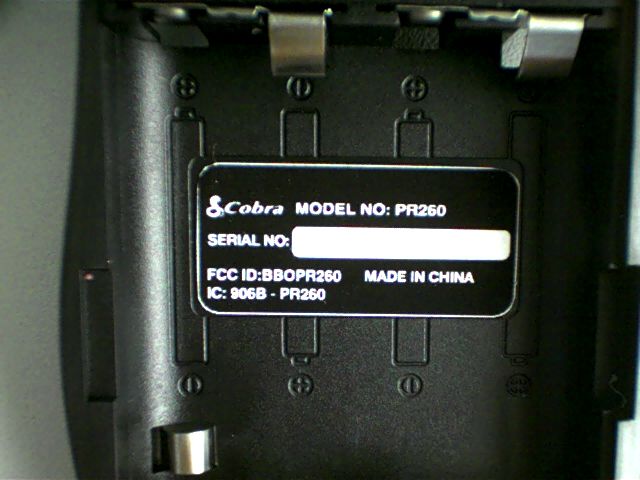 Cobra MODEL NO: PR260
SERIAL NO:
FCC ID:BBOPR260 MADE IN CHINA
IC: 906B - PR260